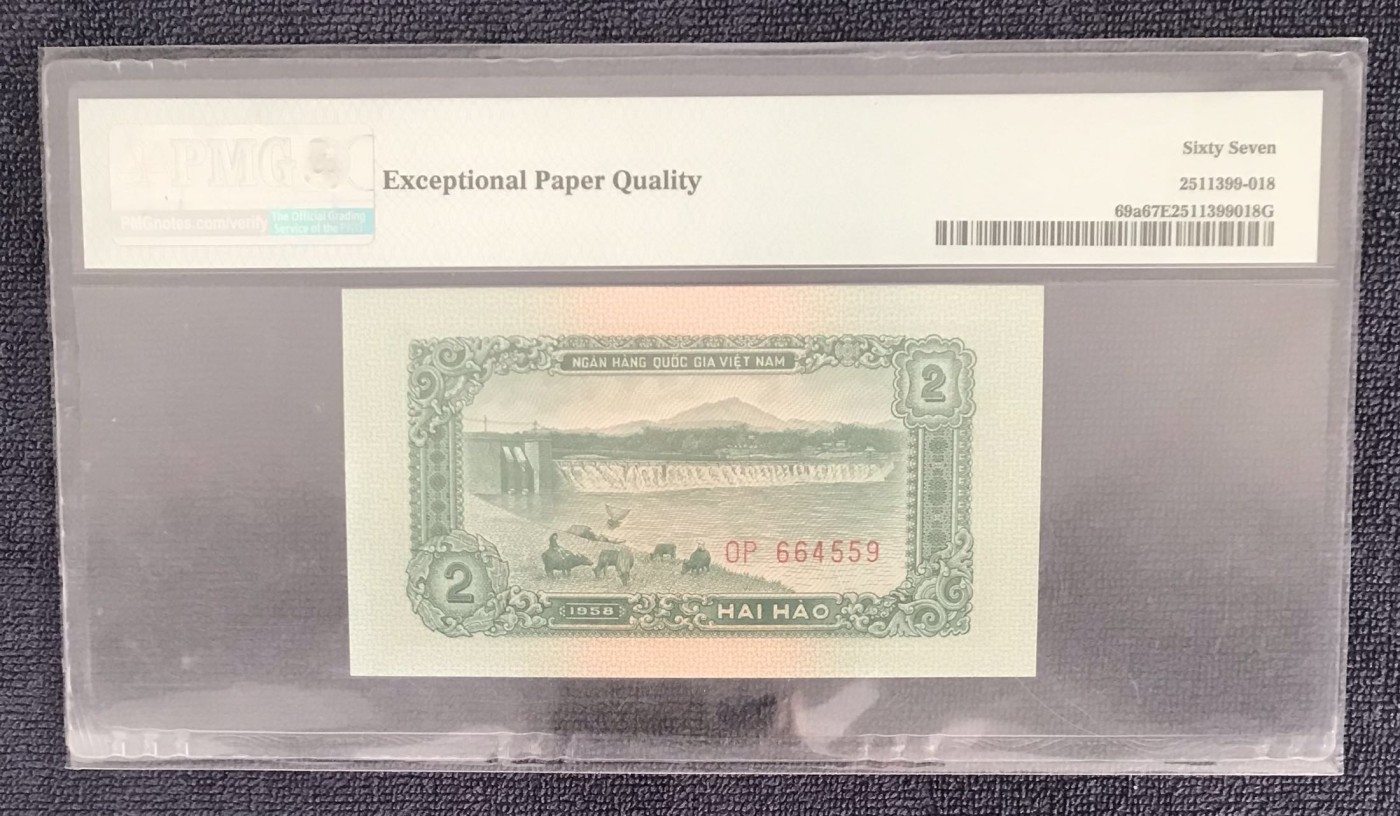 PMG
PMGnotes.com/verify
The Official Grading
Service of the PNG
Exceptional Paper Quality
Sixty Seven
2511399-018
69a67E2511399018G
NGÂN HÀNG QUỐC GIA VIỆT NAM
2
OP 664559
2
1958
HAI HÀO